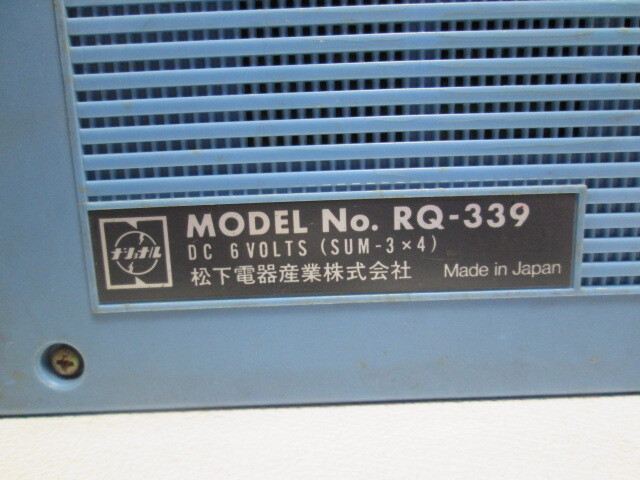 ナショナル
MODEL No. RQ-339
DC 6VOLTS (SUM-3×4)
松下電器産業株式会社
Made in Japan